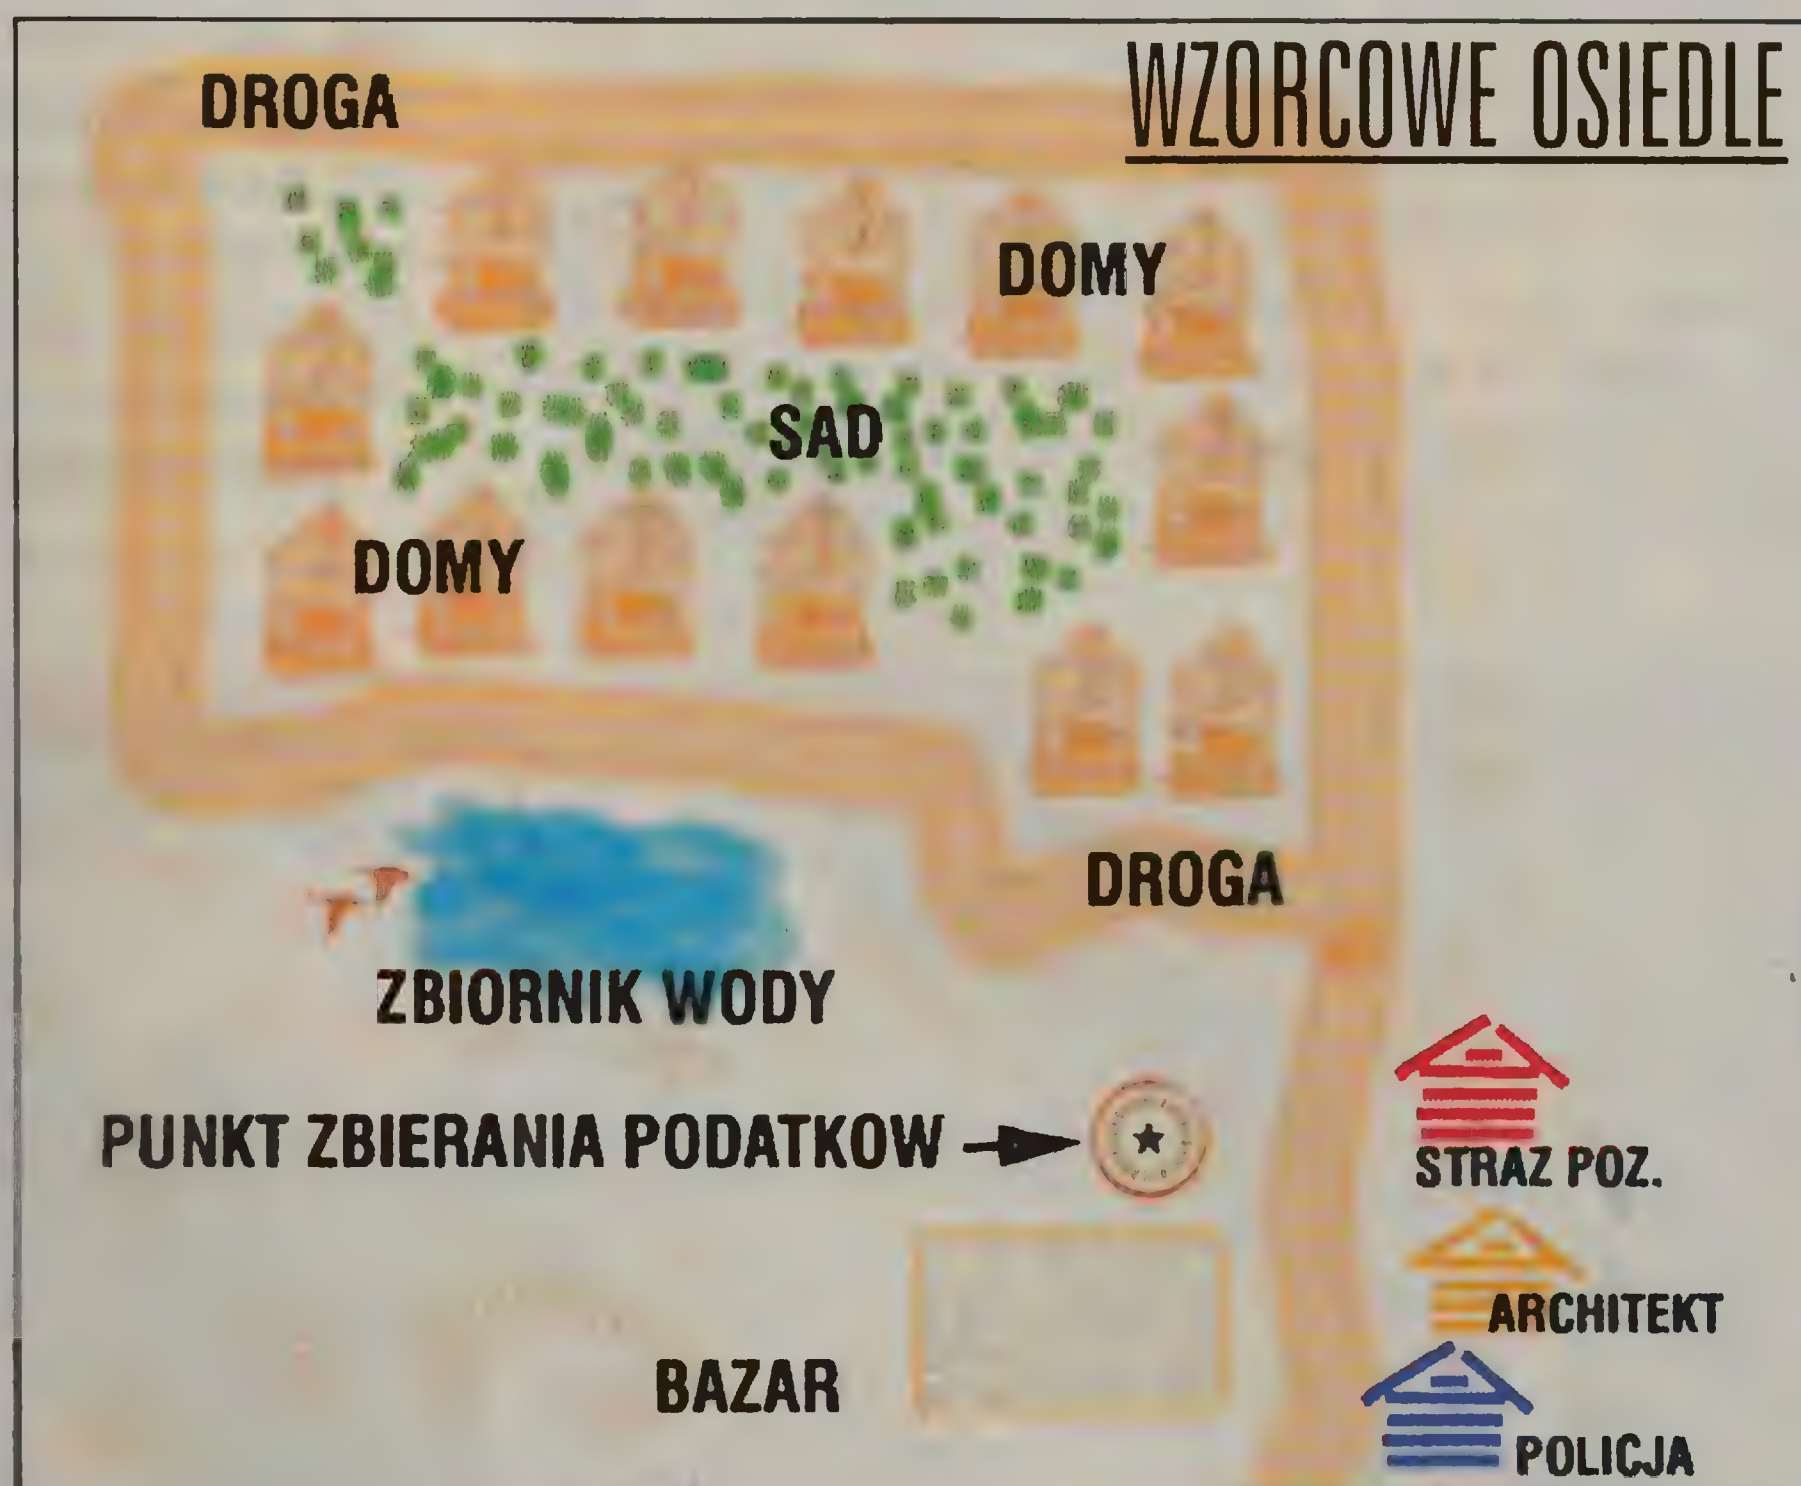 WZORCOWE OSIEDLE
DROGA
DOMY
SAD
DOMY
DROGA
ZBIORNIK WODY
PUNKT ZBIERANIA PODATKOW
STRAZ POZ.
ARCHITEKT
BAZAR
POLICJA